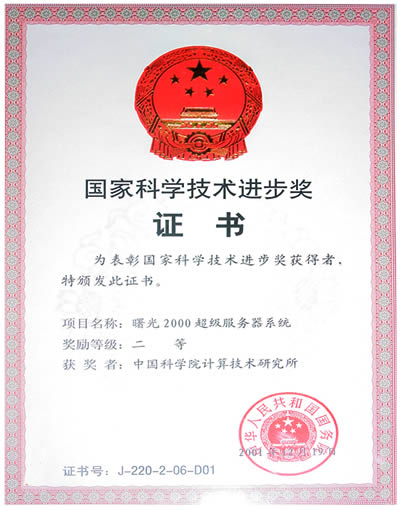 国家科学技术进步奖
证书
为表彰国家科学技术进步奖获得者，
特颁发此证书。
项目名称：曙光2000超级服务器系统
奖励等级：二 等
获 奖 者：中国科学院计算技术研究所
中华人民共和国国务院
2001年12月19日
证书号：J-220-2-06-D01